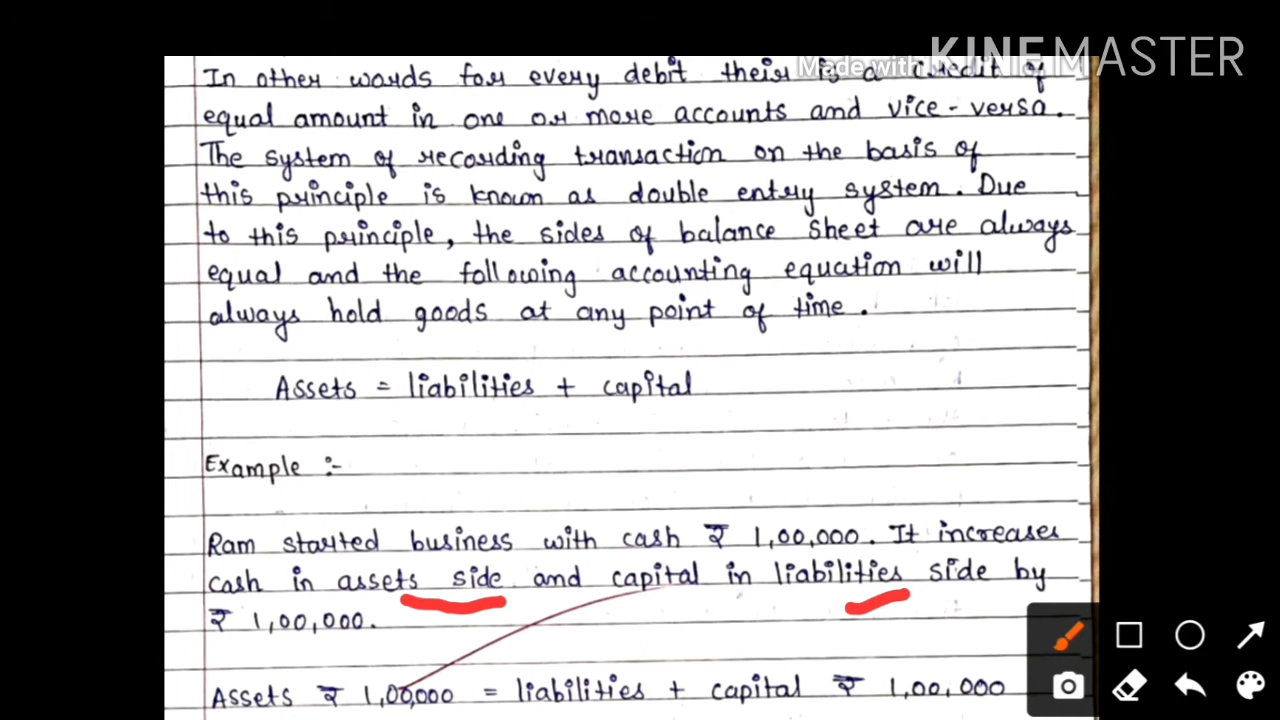 Made with KINEMASTER
In other words for every debit their is a credit of
equal amount in one or more accounts and vice-versa.
The system of recording transaction on the basis of
this principle is known as double entry system. Due
to this principle, the sides of balance sheet are always
equal and the following accounting equation will
always hold goods at any point of time.
Assets = liabilities + capital
Example :-
Ram started business with cash ₹ 1,00,000. It increases
cash in assets side and capital in liabilities side by
₹ 1,00,000.
Assets ₹ 1,00,000 = liabilities + capital ₹ 1,00,000